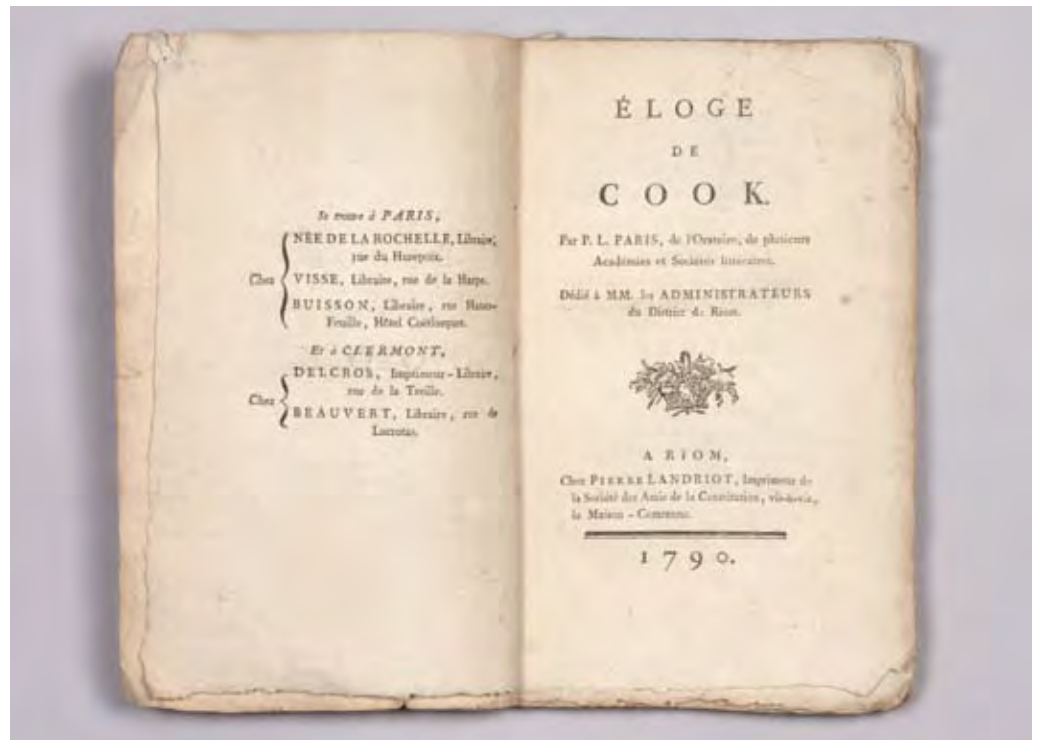 Se trouve à PARIS,
NÉE DE LA ROCHELLE, Libraire,
rue du Hurepoix.
Chez
VISSE, Libraire, rue de la Harpe.
BUISSON, Libraire, rue Haute-
Feuille, Hôtel Coëtlosquet.
Et à CLERMONT,
DELCROS, Imprimeur-Libraire,
rue de la Treille.
Chez
BEAUVERT, Libraire, rue de
ÉLOGE
DE
COOK.
Par P. L. PARIS, de l'Oratoire, de plusieurs
Académies et Sociétés littéraires.
Dédié à MM. les ADMINISTRATEURS
du District de Riom.
A RIOM,
Chez PIERRE LANDRIOT, Imprimeur de
la Société des Amis de la Constitution, vis-à-vis,
la Maison-Commune.
1790.